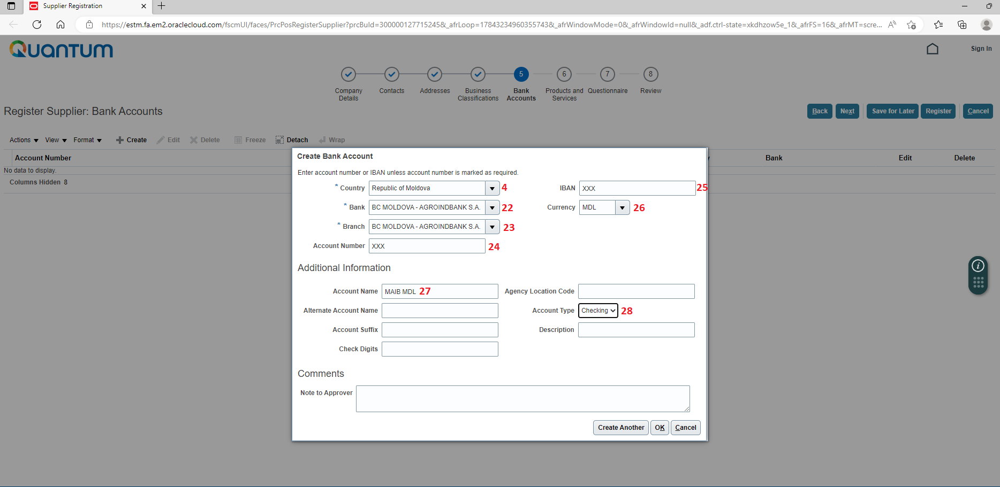 Supplier Registration
https://estm.fa.em2.oraclecloud.com/fscmUI/faces/PrcPosRegisterSupplier?prcBuId=300000127715245&_afrLoop=17843234960355743&_afrWindowMode=0&_afrWindowId=null&_adf.ctrl-state=xkdhzow5e_1&_afrFS=16&_afrMT=scre...
QUANTUM
Sign In
5 6 7 8
Company Details
Contacts
Addresses
Business Classifications
Bank Accounts
Products and Services
Questionnaire
Review
Register Supplier: Bank Accounts
Back Next Save for Later Register Cancel
Actions View Format Create Edit Delete Freeze Detach Wrap
Account Number
Bank Edit Delete
No data to display.
Columns Hidden 8
Create Bank Account
Enter account number or IBAN unless account number is marked as required.
* Country Republic of Moldova 4
IBAN XXX 25
* Bank BC MOLDOVA - AGROINDBANK S.A. 22
Currency MDL 26
* Branch BC MOLDOVA - AGROINDBANK S.A. 23
Account Number XXX 24
Additional Information
Account Name MAIB MDL 27
Agency Location Code
Alternate Account Name
Account Type Checking 28
Account Suffix
Description
Check Digits
Comments
Note to Approver
Create Another OK Cancel